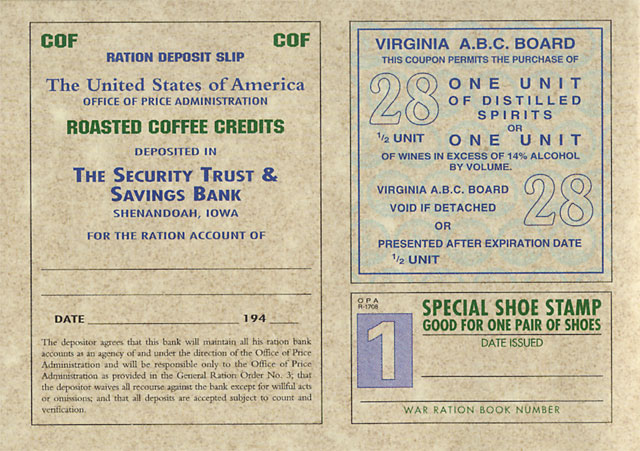 COF COF
RATION DEPOSIT SLIP
The United States of America
OFFICE OF PRICE ADMINISTRATION
ROASTED COFFEE CREDITS
DEPOSITED IN
THE SECURITY TRUST &
SAVINGS BANK
SHENANDOAH, IOWA
FOR THE RATION ACCOUNT OF
DATE 194
The depositor agrees that this bank will maintain all his ration bank
accounts as an agency of and under the direction of the Office of Price
Administration and will be responsible only to the Office of Price
Administration as provided in the General Ration Order No. 3; that
the depositor waives all recourse against the bank except for willful acts
or omissions; and that all deposits are accepted subject to count and
verification.
VIRGINIA A.B.C. BOARD
THIS COUPON PERMITS THE PURCHASE OF
28 ONE UNIT
OF DISTILLED
SPIRITS
OR
1/2 UNIT ONE UNIT
OF WINES IN EXCESS OF 14% ALCOHOL
BY VOLUME.
VIRGINIA A.B.C. BOARD
VOID IF DETACHED 28
OR
PRESENTED AFTER EXPIRATION DATE
1/2 UNIT
OPA
R-1708
SPECIAL SHOE STAMP
GOOD FOR ONE PAIR OF SHOES
1 DATE ISSUED
WAR RATION BOOK NUMBER